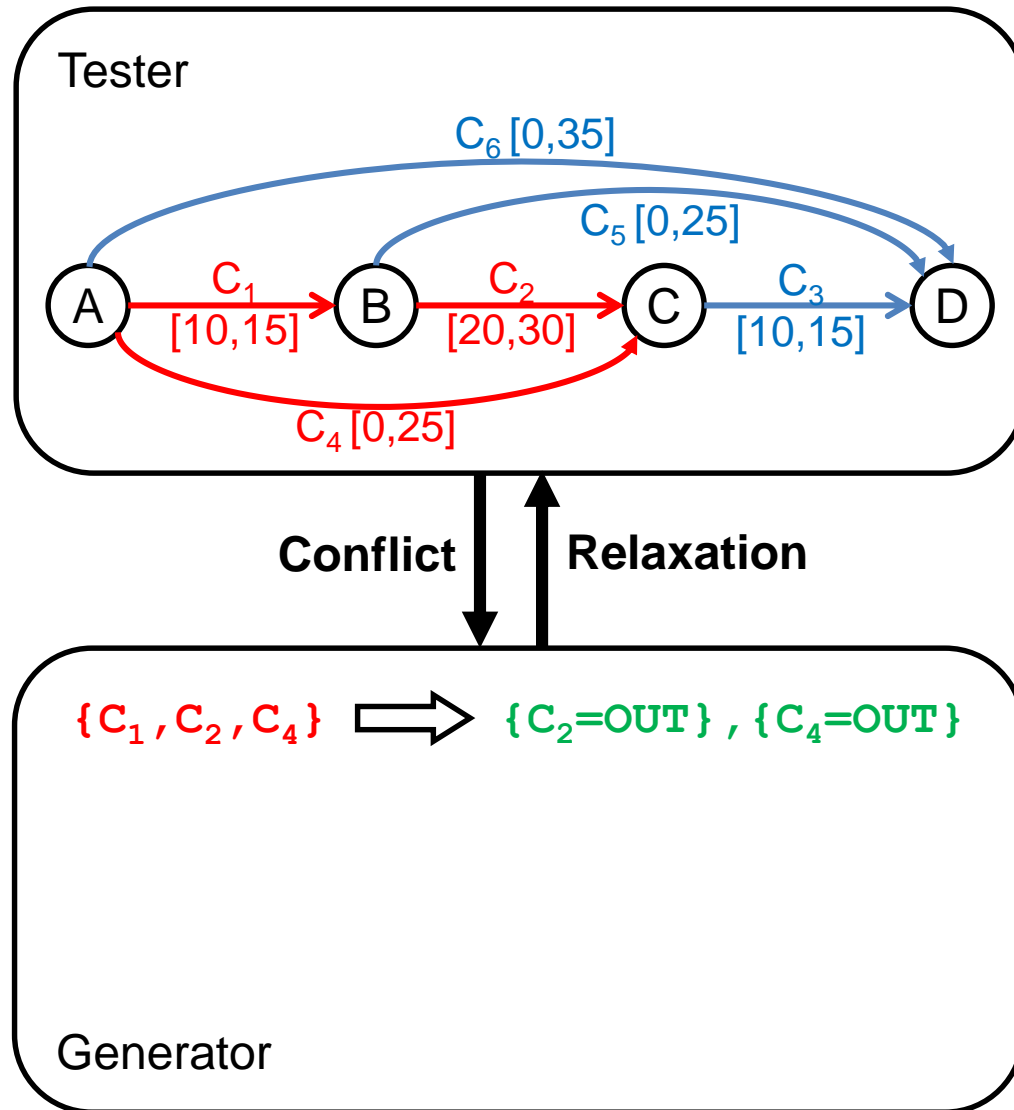 Tester
C₆ [0,35]
C₅ [0,25]
A
C₁
[10,15]
B
C₂
[20,30]
C
C₃
[10,15]
D
C₄ [0,25]
Conflict
Relaxation
{C₁,C₂,C₄}
{C₂=OUT},{C₄=OUT}
Generator